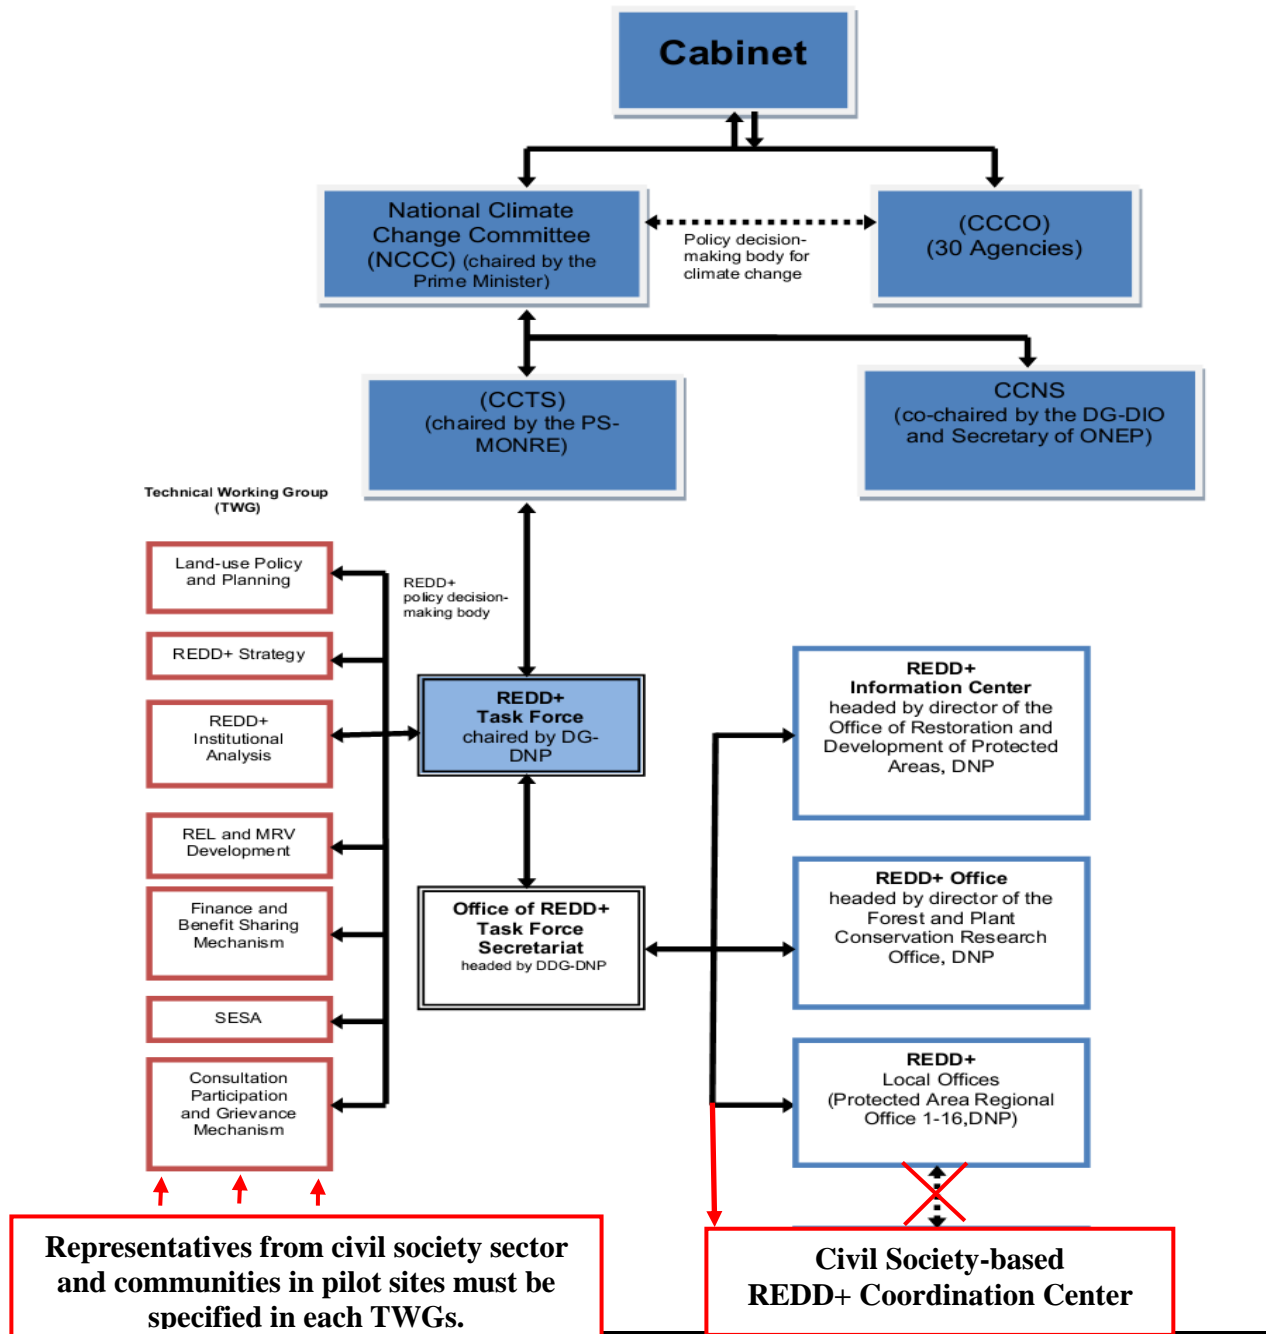 Cabinet
National Climate
Change Committee
(NCCC) (chaired by the
Prime Minister)
Policy decision-
making body for
climate change
(CCCO)
(30 Agencies)
(CCTS)
(chaired by the PS-
MONRE)
CCNS
(co-chaired by the DG-DIO
and Secretary of ONEP)
Technical Working Group
(TWG)
Land-use Policy
and Planning
REDD+ Strategy
REDD+
Institutional
Analysis
REL and MRV
Development
Finance and
Benefit Sharing
Mechanism
SESA
Consultation
Participation
and Grievance
Mechanism
REDD+
policy decision-
making body
REDD+
Task Force
chaired by DG-
DNP
Office of REDD+
Task Force
Secretariat
headed by DDG-DNP
REDD+
Information Center
headed by director of the
Office of Restoration and
Development of Protected
Areas, DNP
REDD+ Office
headed by director of the
Forest and Plant
Conservation Research
Office, DNP
REDD+
Local Offices
(Protected Area Regional
Office 1-16,DNP)
Representatives from civil society sector
and communities in pilot sites must be
specified in each TWGs.
Civil Society-based
REDD+ Coordination Center